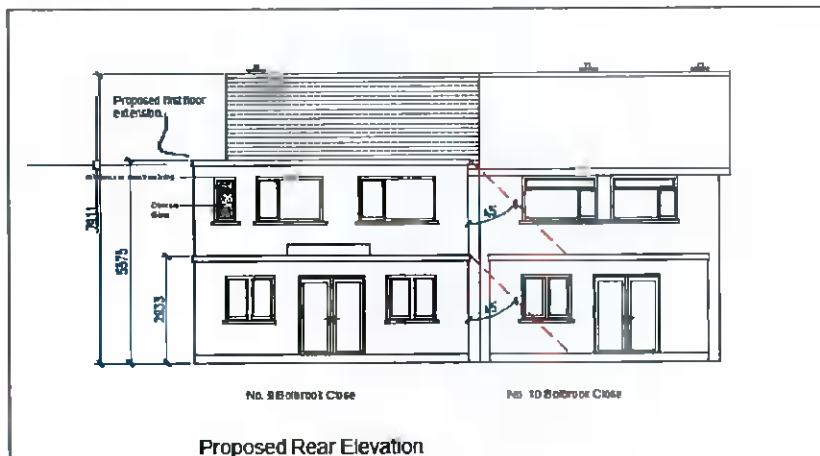 Proposed first floor
extension.
7911
5575
2933
45
45
No. 9 Bolbrook Close
No. 10 Bolbrook Close
Proposed Rear Elevation